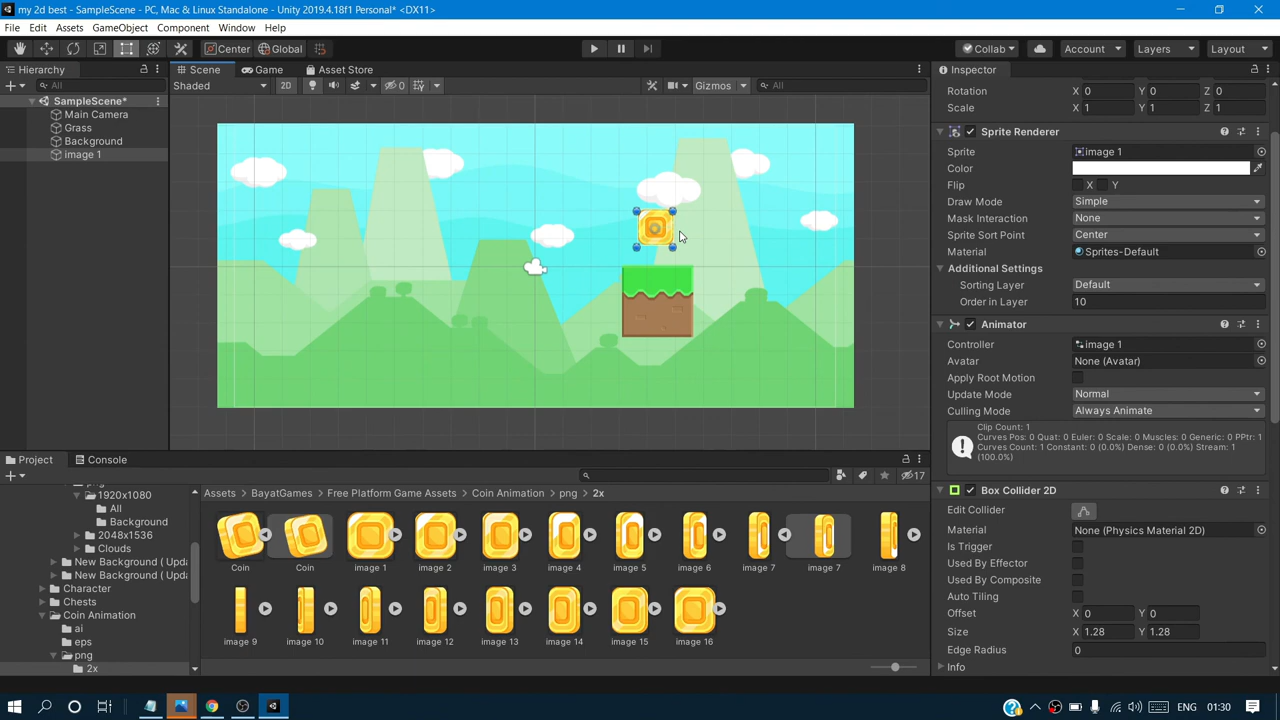 my 2d best - SampleScene - PC, Mac & Linux Standalone - Unity 2019.4.18f1 Personal* <DX11>
File Edit Assets GameObject Component Window Help
Center Global Collab Account Layers Layout
Hierarchy Scene Game Asset Store Inspector
All Shaded 2D 0 Gizmos All
SampleScene*
Main Camera
Grass
Background
image 1
Rotation X 0 Y 0 Z 0
Scale X 1 Y 1 Z 1
Sprite Renderer
Sprite image 1
Color
Flip X Y
Draw Mode Simple
Mask Interaction None
Sprite Sort Point Center
Material Sprites-Default
Additional Settings
Sorting Layer Default
Order in Layer 10
Animator
Controller image 1
Avatar None (Avatar)
Apply Root Motion
Update Mode Normal
Culling Mode Always Animate
Clip Count: 1
Curves Pos: 0 Quat: 0 Euler: 0 Scale: 0 Muscles: 0 Generic: 0 PPtr: 1
Curves Count: 1 Constant: 0 (0.0%) Dense: 0 (0.0%) Stream: 1
(100.0%)
Box Collider 2D
Edit Collider
Material None (Physics Material 2D)
Is Trigger
Used By Effector
Used By Composite
Auto Tiling
Offset X 0 Y 0
Size X 1.28 Y 1.28
Edge Radius 0
Info
Project Console
17
png
1920x1080
All
Background
2048x1536
Clouds
New Background ( Upda
New Background ( Upda
Character
Chests
Coin Animation
ai
eps
png
2x
Assets BayatGames Free Platform Game Assets Coin Animation png 2x
Coin Coin image 1 image 2 image 3 image 4 image 5 image 6 image 7 image 7 image 8
image 9 image 10 image 11 image 12 image 13 image 14 image 15 image 16
ENG 01:30